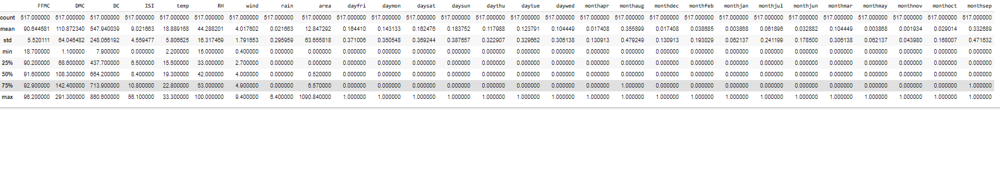 FFMC DMC DC ISI temp RH wind rain area dayfri daymon daysat daysun daythu daytue daywed monthapr monthaug monthdec monthfeb monthjan monthjul monthjun monthmar monthmay monthnov monthoct monthsep
count 517.000000 517.000000 517.000000 517.000000 517.000000 517.000000 517.000000 517.000000 517.000000 517.000000 517.000000 517.000000 517.000000 517.000000 517.000000 517.000000 517.000000 517.000000 517.000000 517.000000 517.000000 517.000000 517.000000 517.000000 517.000000 517.000000 517.000000 517.000000
mean 90.644681 110.872340 547.940039 9.021663 18.889168 44.288201 4.017602 0.021663 12.847292 0.164410 0.143133 0.162476 0.183752 0.117988 0.123791 0.104449 0.017408 0.355899 0.017408 0.038685 0.003868 0.061896 0.032882 0.104449 0.003868 0.001934 0.029014 0.332689
std 5.520111 64.046482 248.066192 4.559477 5.806625 16.317469 1.791653 0.295959 63.655818 0.371006 0.350548 0.369244 0.387657 0.322907 0.329662 0.306138 0.130913 0.479249 0.130913 0.193029 0.062137 0.241199 0.178500 0.306138 0.062137 0.043980 0.168007 0.471632
min 18.700000 1.100000 7.900000 0.000000 2.200000 15.000000 0.400000 0.000000 0.000000 0.000000 0.000000 0.000000 0.000000 0.000000 0.000000 0.000000 0.000000 0.000000 0.000000 0.000000 0.000000 0.000000 0.000000 0.000000 0.000000 0.000000 0.000000 0.000000
25% 90.200000 68.600000 437.700000 6.500000 15.500000 33.000000 2.700000 0.000000 0.000000 0.000000 0.000000 0.000000 0.000000 0.000000 0.000000 0.000000 0.000000 0.000000 0.000000 0.000000 0.000000 0.000000 0.000000 0.000000 0.000000 0.000000 0.000000 0.000000
50% 91.600000 108.300000 664.200000 8.400000 19.300000 42.000000 4.000000 0.000000 0.520000 0.000000 0.000000 0.000000 0.000000 0.000000 0.000000 0.000000 0.000000 0.000000 0.000000 0.000000 0.000000 0.000000 0.000000 0.000000 0.000000 0.000000 0.000000 0.000000
75% 92.900000 142.400000 713.900000 10.800000 22.800000 53.000000 4.900000 0.000000 6.570000 0.000000 0.000000 0.000000 0.000000 0.000000 0.000000 0.000000 0.000000 1.000000 0.000000 0.000000 0.000000 0.000000 0.000000 0.000000 0.000000 0.000000 0.000000 1.000000
max 96.200000 291.300000 860.600000 56.100000 33.300000 100.000000 9.400000 6.400000 1090.840000 1.000000 1.000000 1.000000 1.000000 1.000000 1.000000 1.000000 1.000000 1.000000 1.000000 1.000000 1.000000 1.000000 1.000000 1.000000 1.000000 1.000000 1.000000 1.000000